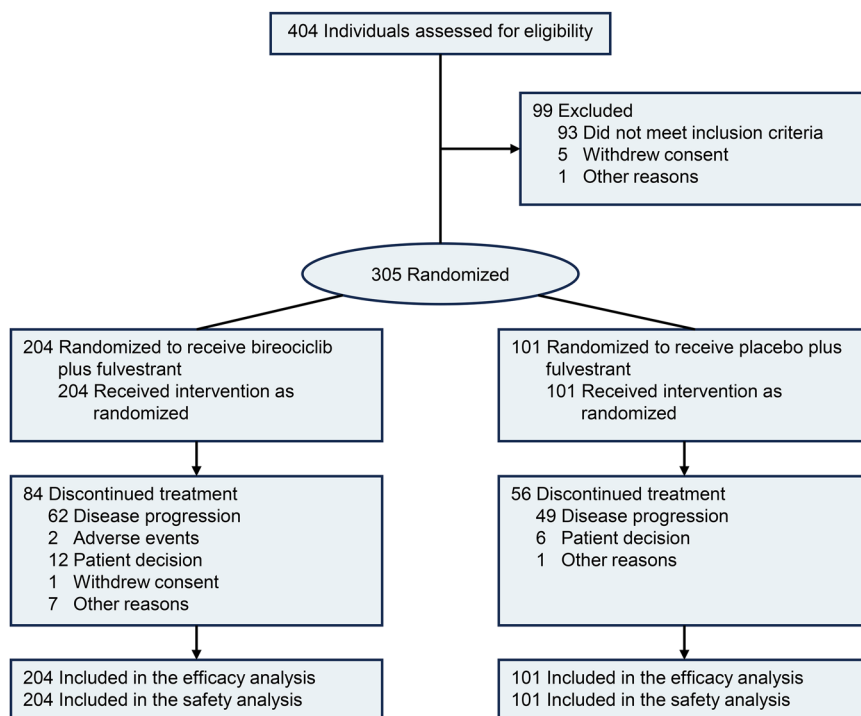 404 Individuals assessed for eligibility
99 Excluded
93 Did not meet inclusion criteria
5 Withdrew consent
1 Other reasons
305 Randomized
204 Randomized to receive bireociclib
plus fulvestrant
204 Received intervention as
randomized
101 Randomized to receive placebo plus
fulvestrant
101 Received intervention as
randomized
84 Discontinued treatment
62 Disease progression
2 Adverse events
12 Patient decision
1 Withdrew consent
7 Other reasons
56 Discontinued treatment
49 Disease progression
6 Patient decision
1 Other reasons
204 Included in the efficacy analysis
204 Included in the safety analysis
101 Included in the efficacy analysis
101 Included in the safety analysis